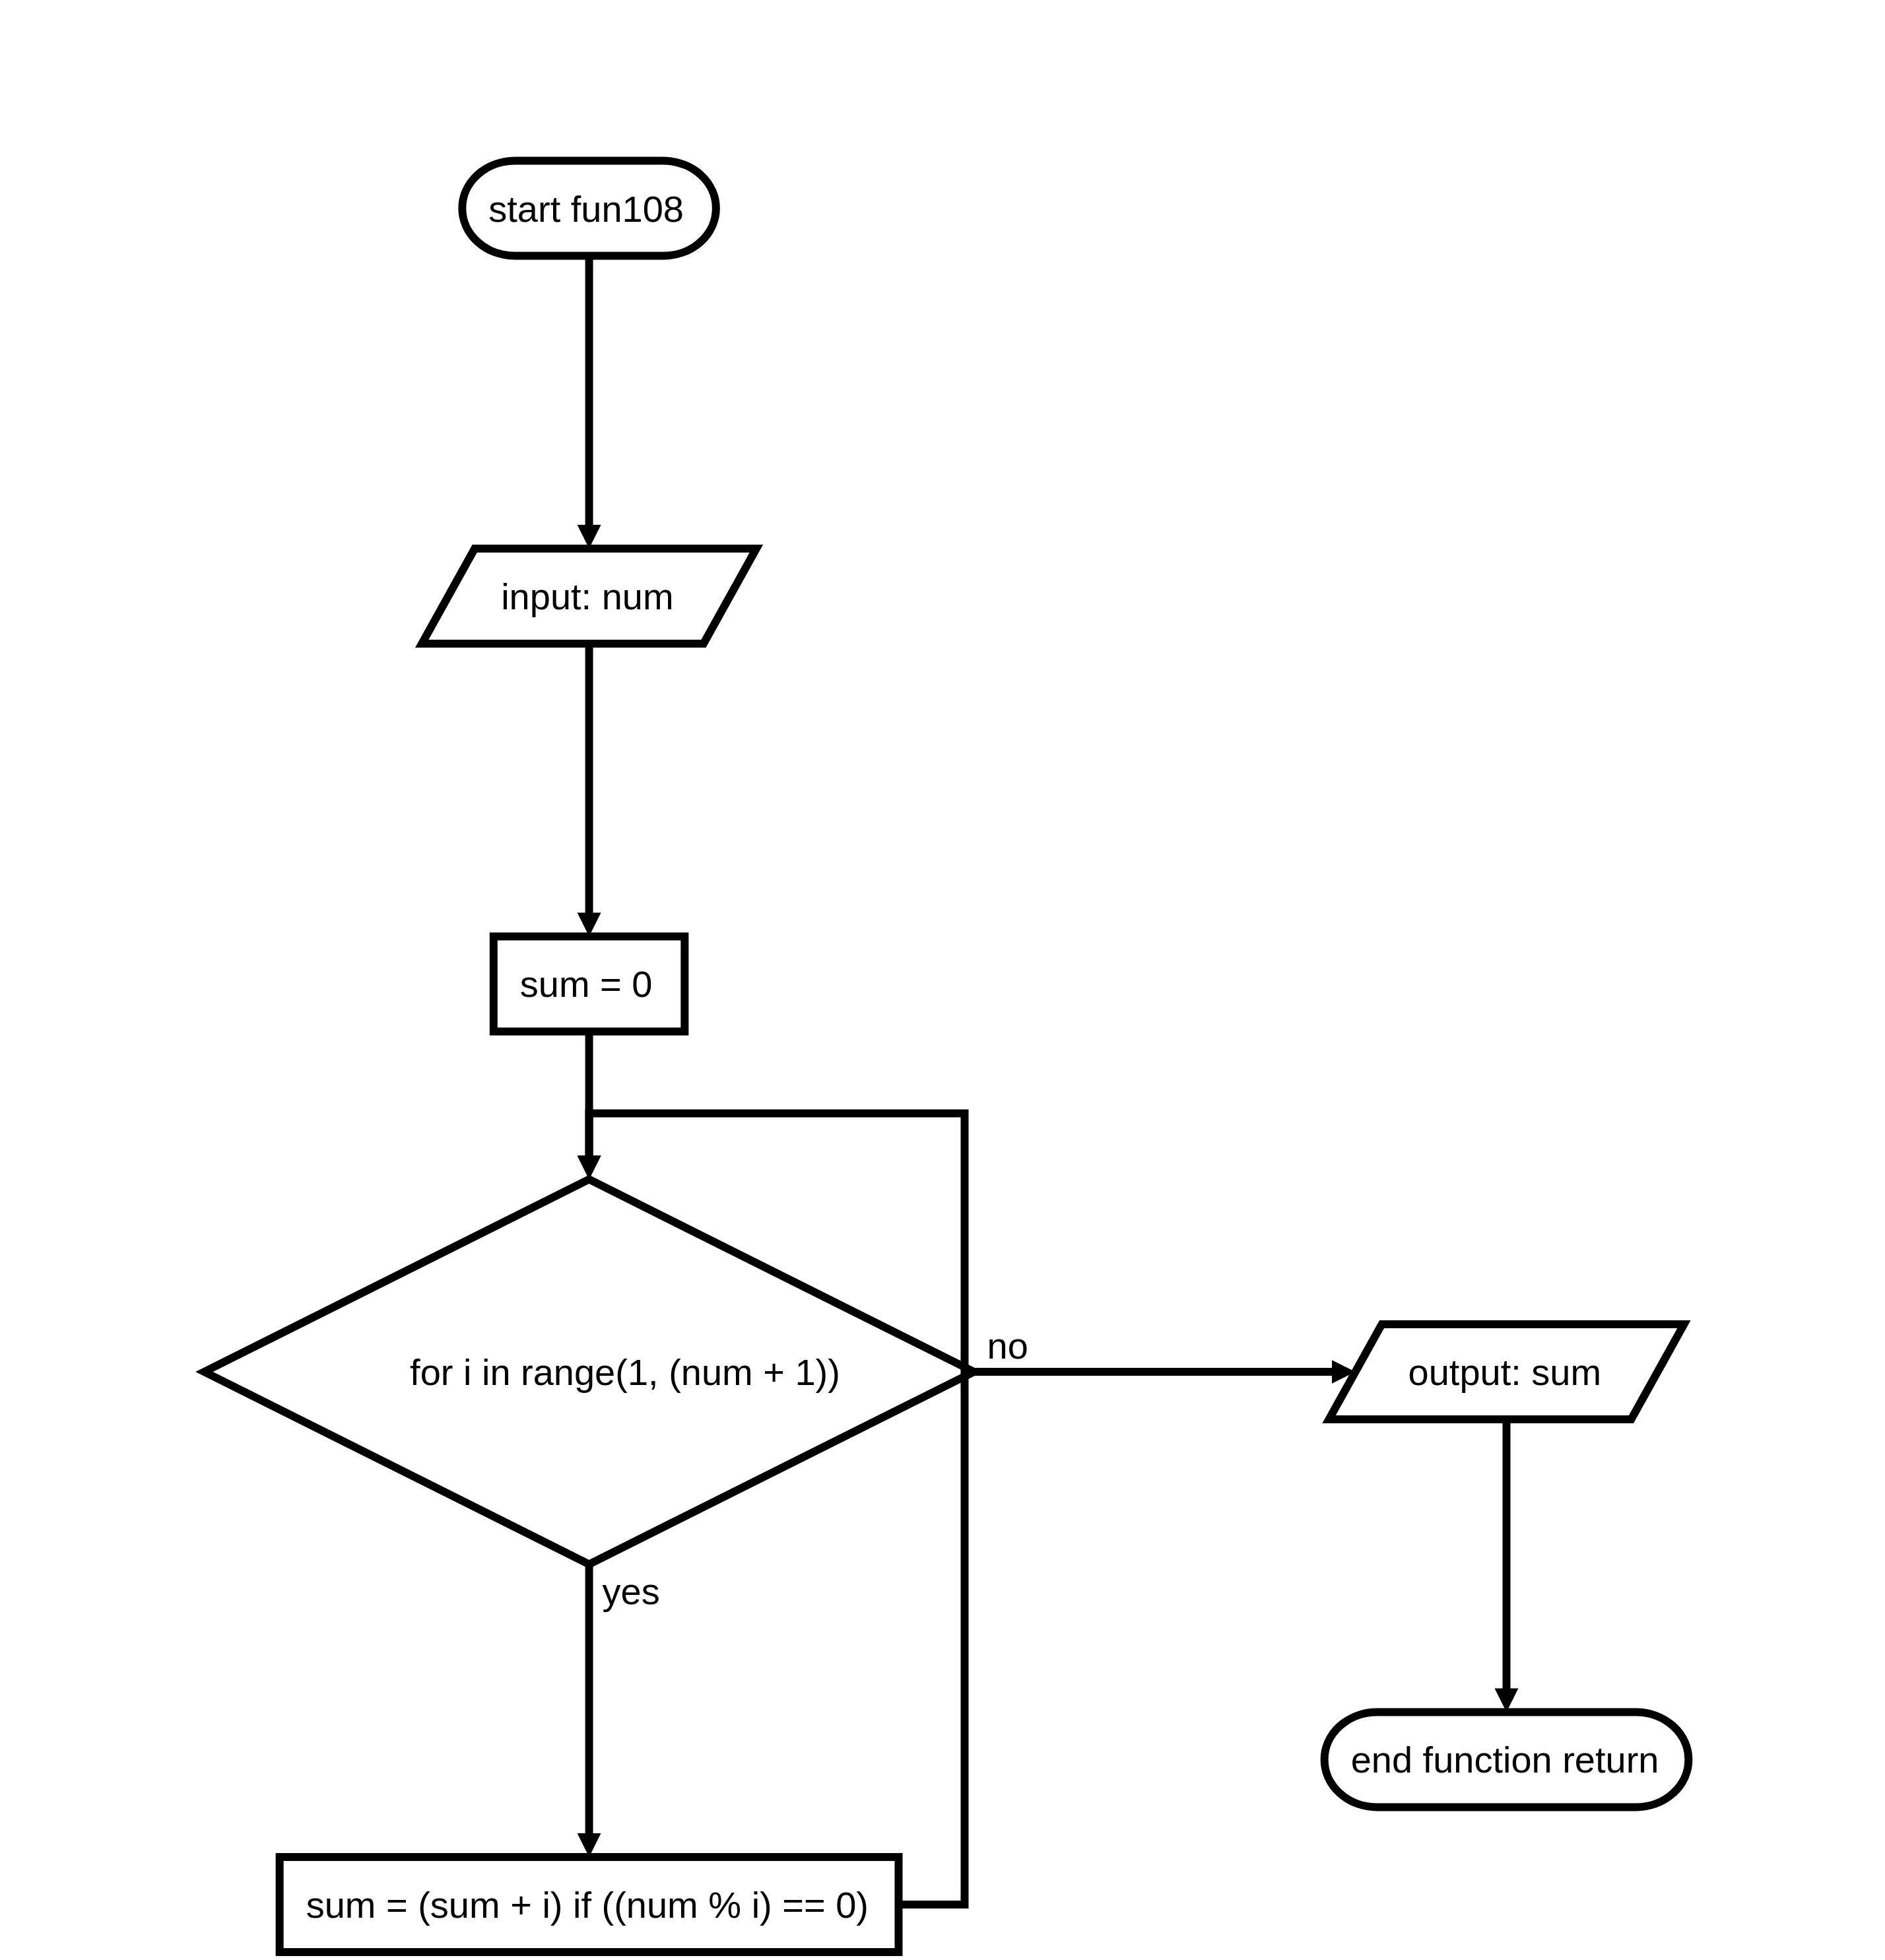 start fun108
input: num
sum = 0
for i in range(1, (num + 1))
no
output: sum
yes
end function return
sum = (sum + i) if ((num % i) == 0)